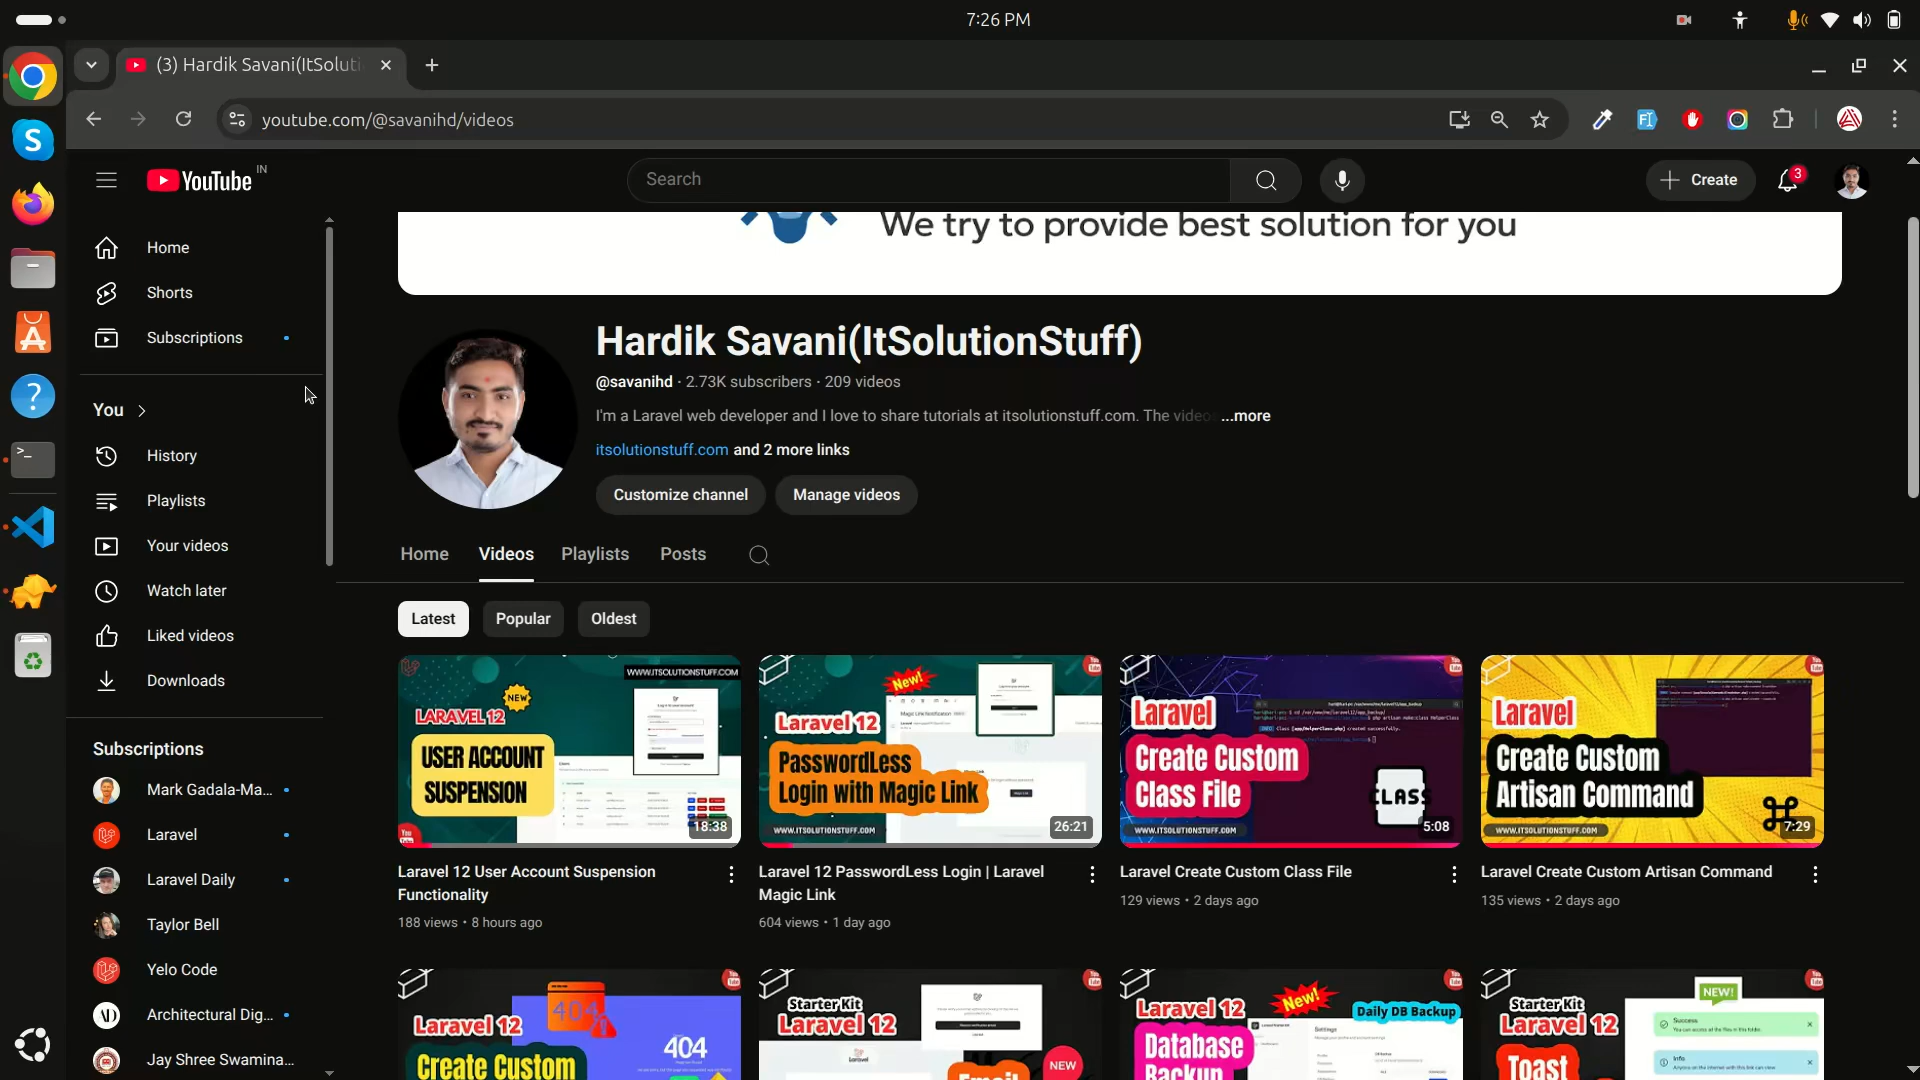 7:26 PM
(3) Hardik Savani(ItSoluti
youtube.com/@savanihd/videos
YouTube IN
Search
Create
3
We try to provide best solution for you
Home
Shorts
Subscriptions
You
History
Playlists
Your videos
Watch later
Liked videos
Downloads
Subscriptions
Mark Gadala-Ma...
Laravel
Laravel Daily
Taylor Bell
Yelo Code
Architectural Dig...
Jay Shree Swamina...
Hardik Savani(ItSolutionStuff)
@savanihd · 2.73K subscribers · 209 videos
I'm a Laravel web developer and I love to share tutorials at itsolutionstuff.com. The video ...more
itsolutionstuff.com and 2 more links
Customize channel Manage videos
Home Videos Playlists Posts
Latest Popular Oldest
WWW.ITSOLUTIONSTUFF.COM
NEW
LARAVEL 12
USER ACCOUNT
SUSPENSION
18:38
Laravel 12 User Account Suspension
Functionality
188 views • 8 hours ago
New!
Laravel 12
PasswordLess
Login with Magic Link
WWW.ITSOLUTIONSTUFF.COM
26:21
Laravel 12 PasswordLess Login | Laravel
Magic Link
604 views • 1 day ago
Laravel
Create Custom
Class File
CLASS
WWW.ITSOLUTIONSTUFF.COM
5:08
Laravel Create Custom Class File
129 views • 2 days ago
Laravel
Create Custom
Artisan Command
WWW.ITSOLUTIONSTUFF.COM
7:29
Laravel Create Custom Artisan Command
135 views • 2 days ago
Laravel 12
Create Custom
404
404
Starter Kit
Laravel 12
Email
NEW
Laravel 12
New!
Daily DB Backup
Database
Backup
Settings
Starter Kit
Laravel 12
Toast
NEW!
Success
Info